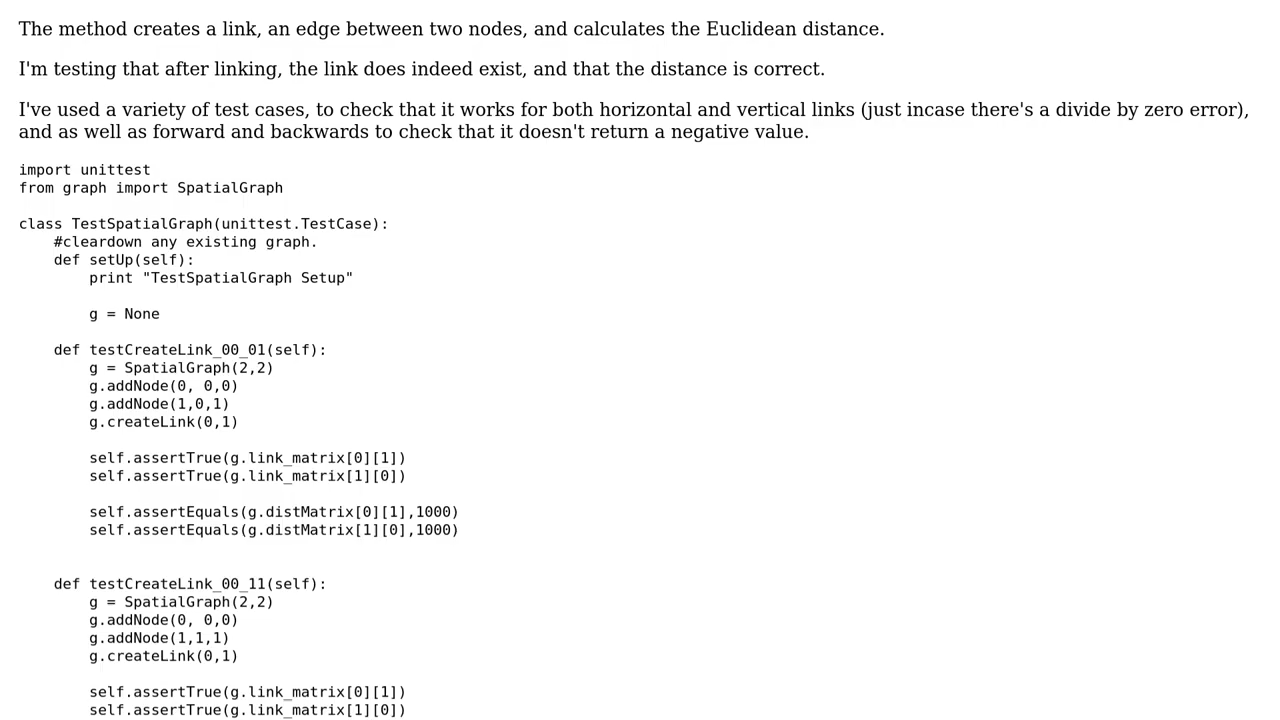 The method creates a link, an edge between two nodes, and calculates the Euclidean distance.
I'm testing that after linking, the link does indeed exist, and that the distance is correct.
I've used a variety of test cases, to check that it works for both horizontal and vertical links (just incase there's a divide by zero error),
and as well as forward and backwards to check that it doesn't return a negative value.
import unittest
from graph import SpatialGraph
class TestSpatialGraph(unittest.TestCase):
    #cleardown any existing graph.
    def setUp(self):
        print "TestSpatialGraph Setup"
        g = None
    def testCreateLink_00_01(self):
        g = SpatialGraph(2,2)
        g.addNode(0, 0,0)
        g.addNode(1,0,1)
        g.createLink(0,1)
        self.assertTrue(g.link_matrix[0][1])
        self.assertTrue(g.link_matrix[1][0])
        self.assertEquals(g.distMatrix[0][1],1000)
        self.assertEquals(g.distMatrix[1][0],1000)
    def testCreateLink_00_11(self):
        g = SpatialGraph(2,2)
        g.addNode(0, 0,0)
        g.addNode(1,1,1)
        g.createLink(0,1)
        self.assertTrue(g.link_matrix[0][1])
        self.assertTrue(g.link_matrix[1][0])